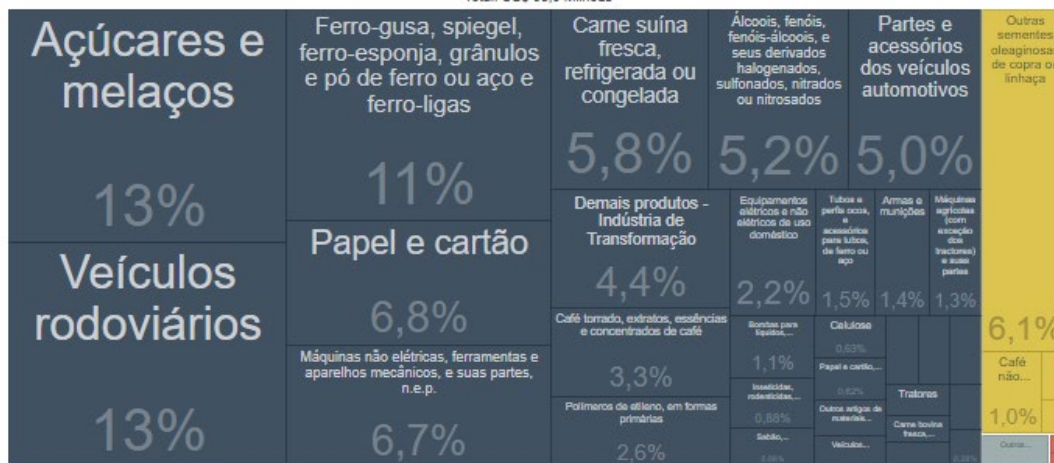 Açúcares e
melaços
13%
Veículos
rodoviários
13%
Ferro-gusa, spiegel,
ferro-esponja, grânulos
e pó de ferro ou aço e
ferro-ligas
11%
Papel e cartão
6,8%
Máquinas não elétricas, ferramentas e
aparelhos mecânicos, e suas partes,
n.e.p.
6,7%
Carne suína
fresca,
refrigerada ou
congelada
5,8%
Álcoois, fenóis,
fenóis-álcoois, e
seus derivados
halogenados,
sulfonados, nitrados
ou nitrosados
5,2%
Partes e
acessórios
dos veículos
automotivos
5,0%
Demais produtos -
Indústria de
Transformação
4,4%
Café torrado, extratos, essências
e concentrados de café
3,3%
Polímeros de etileno, em formas
primárias
2,6%
Equipamentos
elétricos e não
elétricos de uso
doméstico
2,2%
Tubos e
perfis ocos,
e
acessórios
para tubos,
de ferro ou
aço
1,5%
Armas e
munições
1,4%
Máquinas
agrícolas
(com
exceção
dos
tractores)
e suas
partes
1,3%
Bombas para
líquidos,...
1,1%
Inseticidas,
rodenticidas,...
0,88%
Sabão,...
Celulose
0,63%
Papel e cartão,...
0,62%
Outros artigos de
materiais...
Veículos...
Tratores
Carne bovina
fresca,...
Outras
sementes
oleaginosas
de copra ou
linhaça
6,1%
Café
não...
1,0%
Outros...